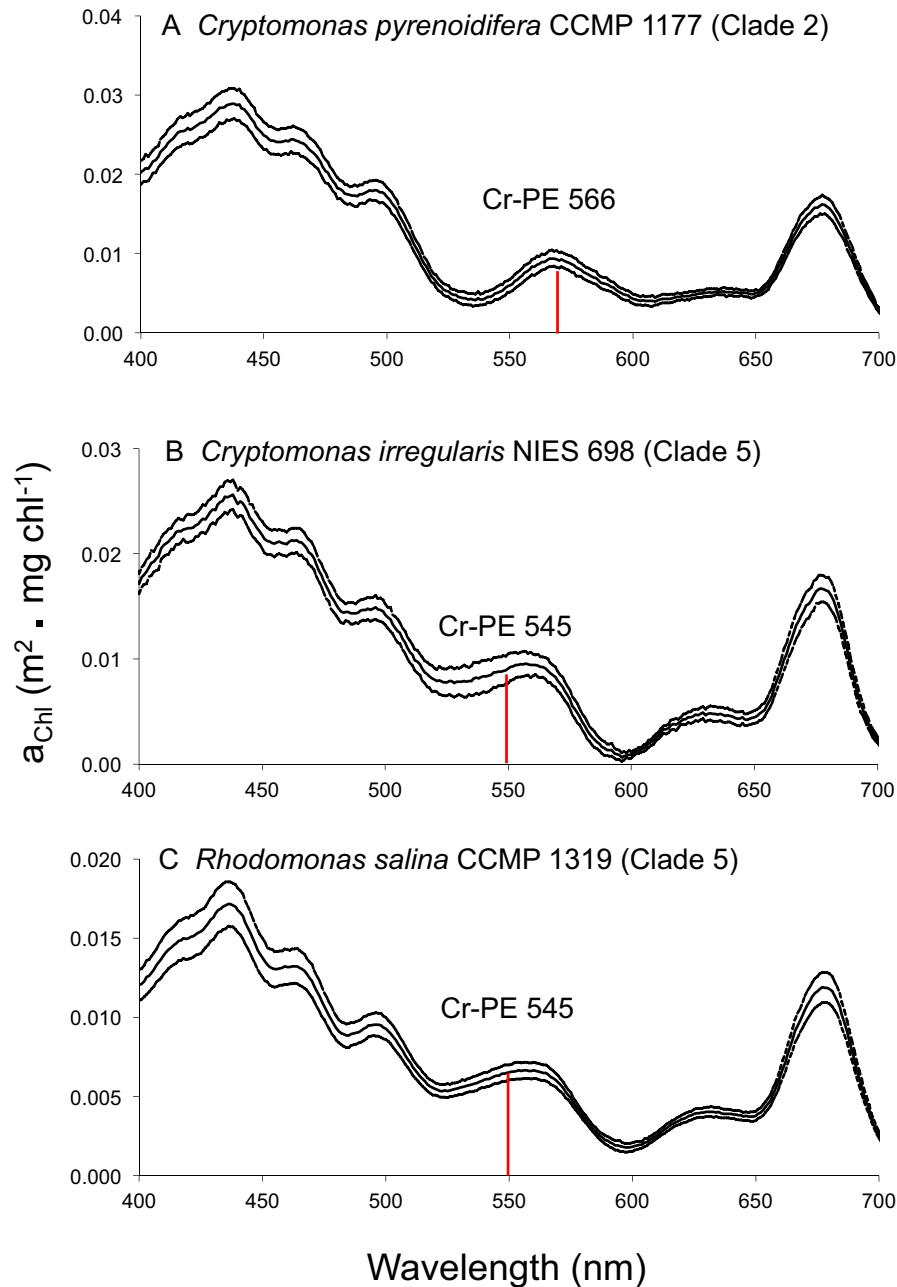 A Cryptomonas pyrenoidifera CCMP 1177 (Clade 2)
0.04
0.03
0.02
0.01
0.00
Cr-PE 566
400 450 500 550 600 650 700
B Cryptomonas irregularis NIES 698 (Clade 5)
0.03
0.02
0.01
0.00
Cr-PE 545
400 450 500 550 600 650 700
a_Chl (m² ▪ mg chl⁻¹)
C Rhodomonas salina CCMP 1319 (Clade 5)
0.020
0.015
0.010
0.005
0.000
Cr-PE 545
400 450 500 550 600 650 700
Wavelength (nm)